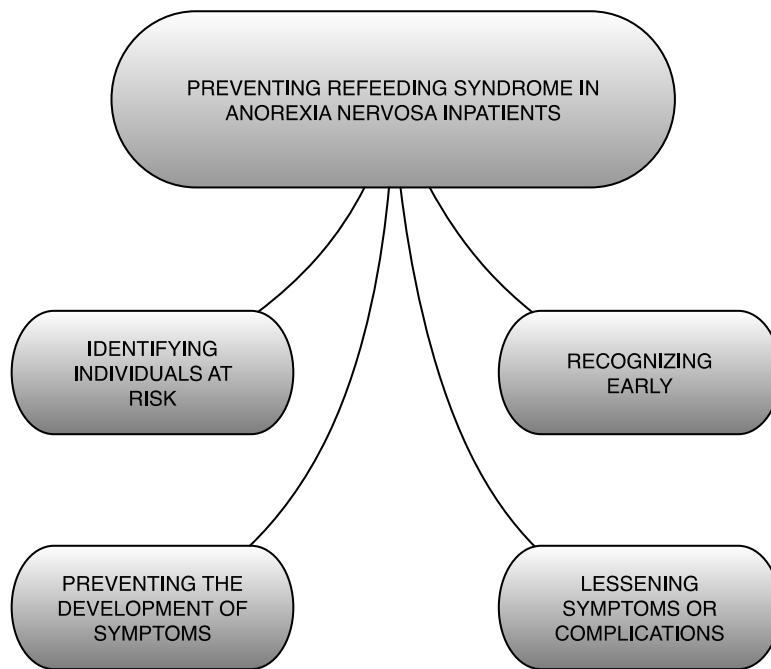 PREVENTING REFEEDING SYNDROME IN
ANOREXIA NERVOSA INPATIENTS
IDENTIFYING
INDIVIDUALS AT
RISK
RECOGNIZING
EARLY
PREVENTING THE
DEVELOPMENT OF
SYMPTOMS
LESSENING
SYMPTOMS OR
COMPLICATIONS